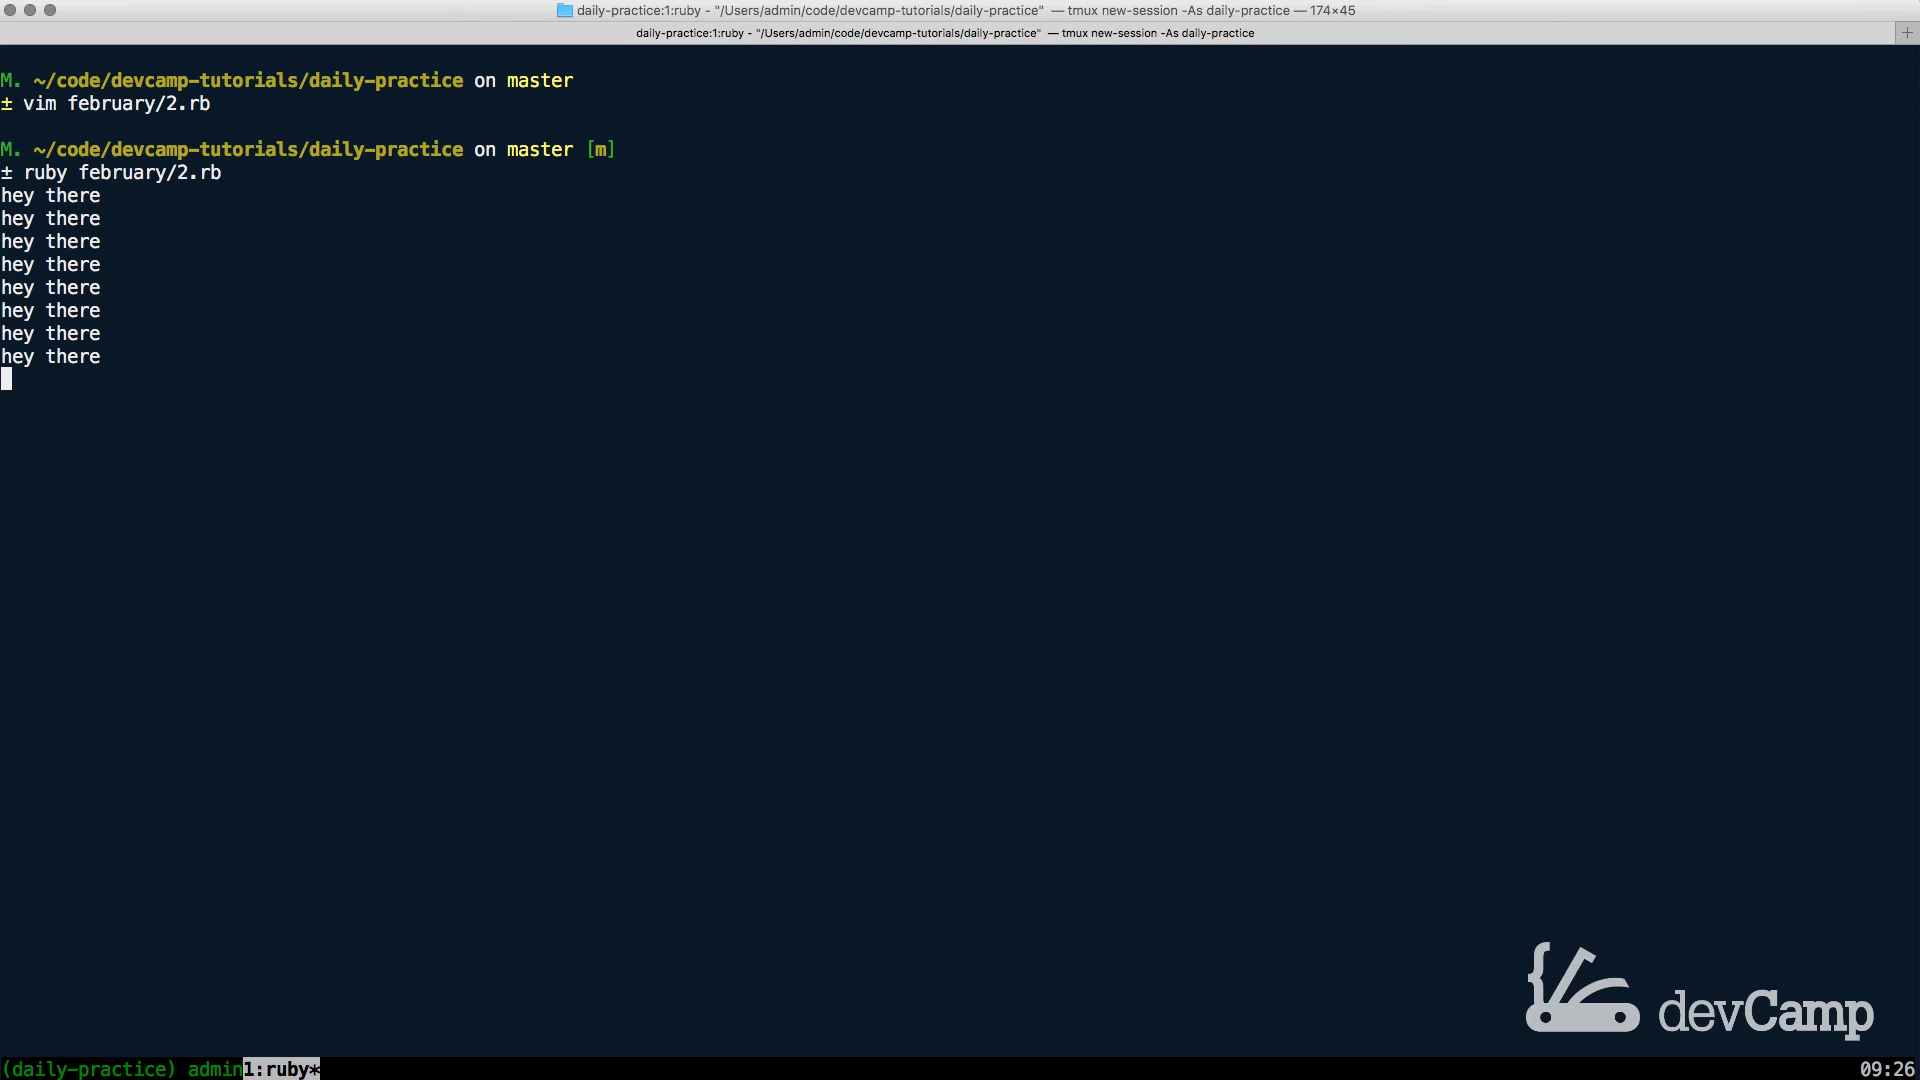 daily-practice:1:ruby - "/Users/admin/code/devcamp-tutorials/daily-practice" — tmux new-session -As daily-practice — 174×45
daily-practice:1:ruby - "/Users/admin/code/devcamp-tutorials/daily-practice" — tmux new-session -As daily-practice
M. ~/code/devcamp-tutorials/daily-practice on master
± vim february/2.rb
M. ~/code/devcamp-tutorials/daily-practice on master [m]
± ruby february/2.rb
hey there
hey there
hey there
hey there
hey there
hey there
hey there
hey there
devCamp
(daily-practice) admin1:ruby* 09:26